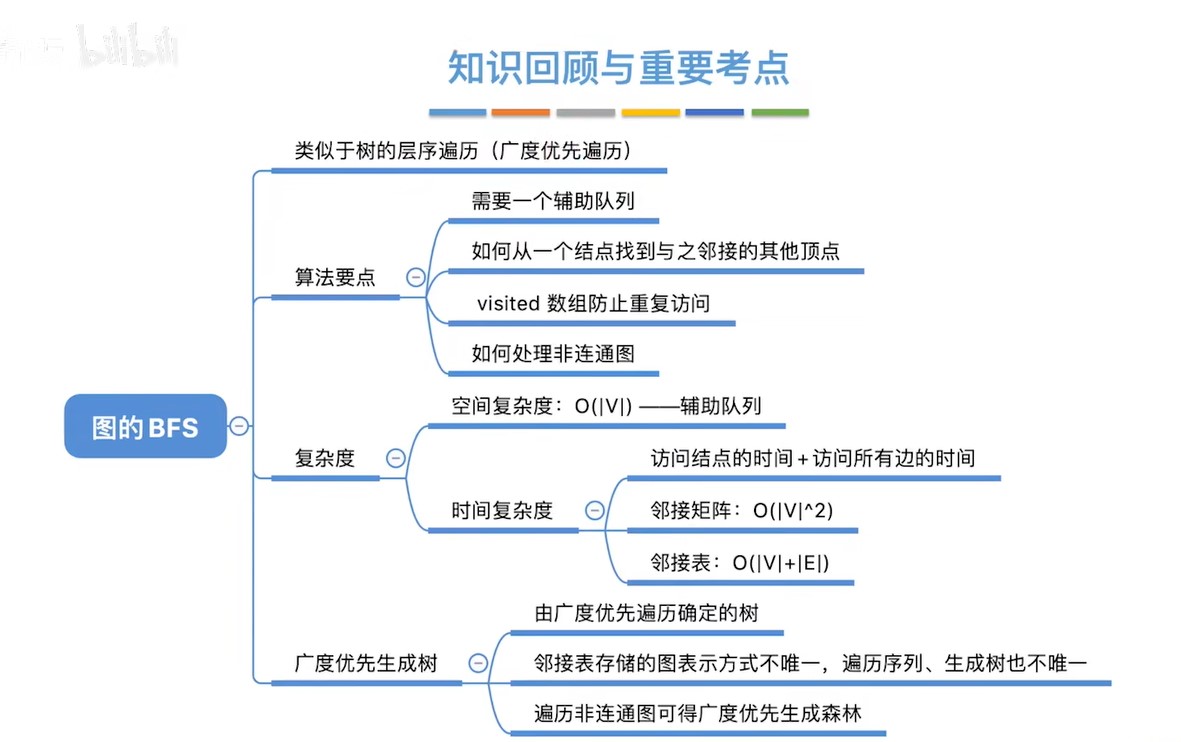 bilibili
知识回顾与重要考点
类似于树的层序遍历（广度优先遍历）
需要一个辅助队列
如何从一个结点找到与之邻接的其他顶点
算法要点
visited 数组防止重复访问
如何处理非连通图
图的BFS
空间复杂度：O(|V|) ——辅助队列
复杂度
访问结点的时间+访问所有边的时间
时间复杂度
邻接矩阵：O(|V|^2)
邻接表：O(|V|+|E|)
由广度优先遍历确定的树
广度优先生成树
邻接表存储的图表示方式不唯一，遍历序列、生成树也不唯一
遍历非连通图可得广度优先生成森林